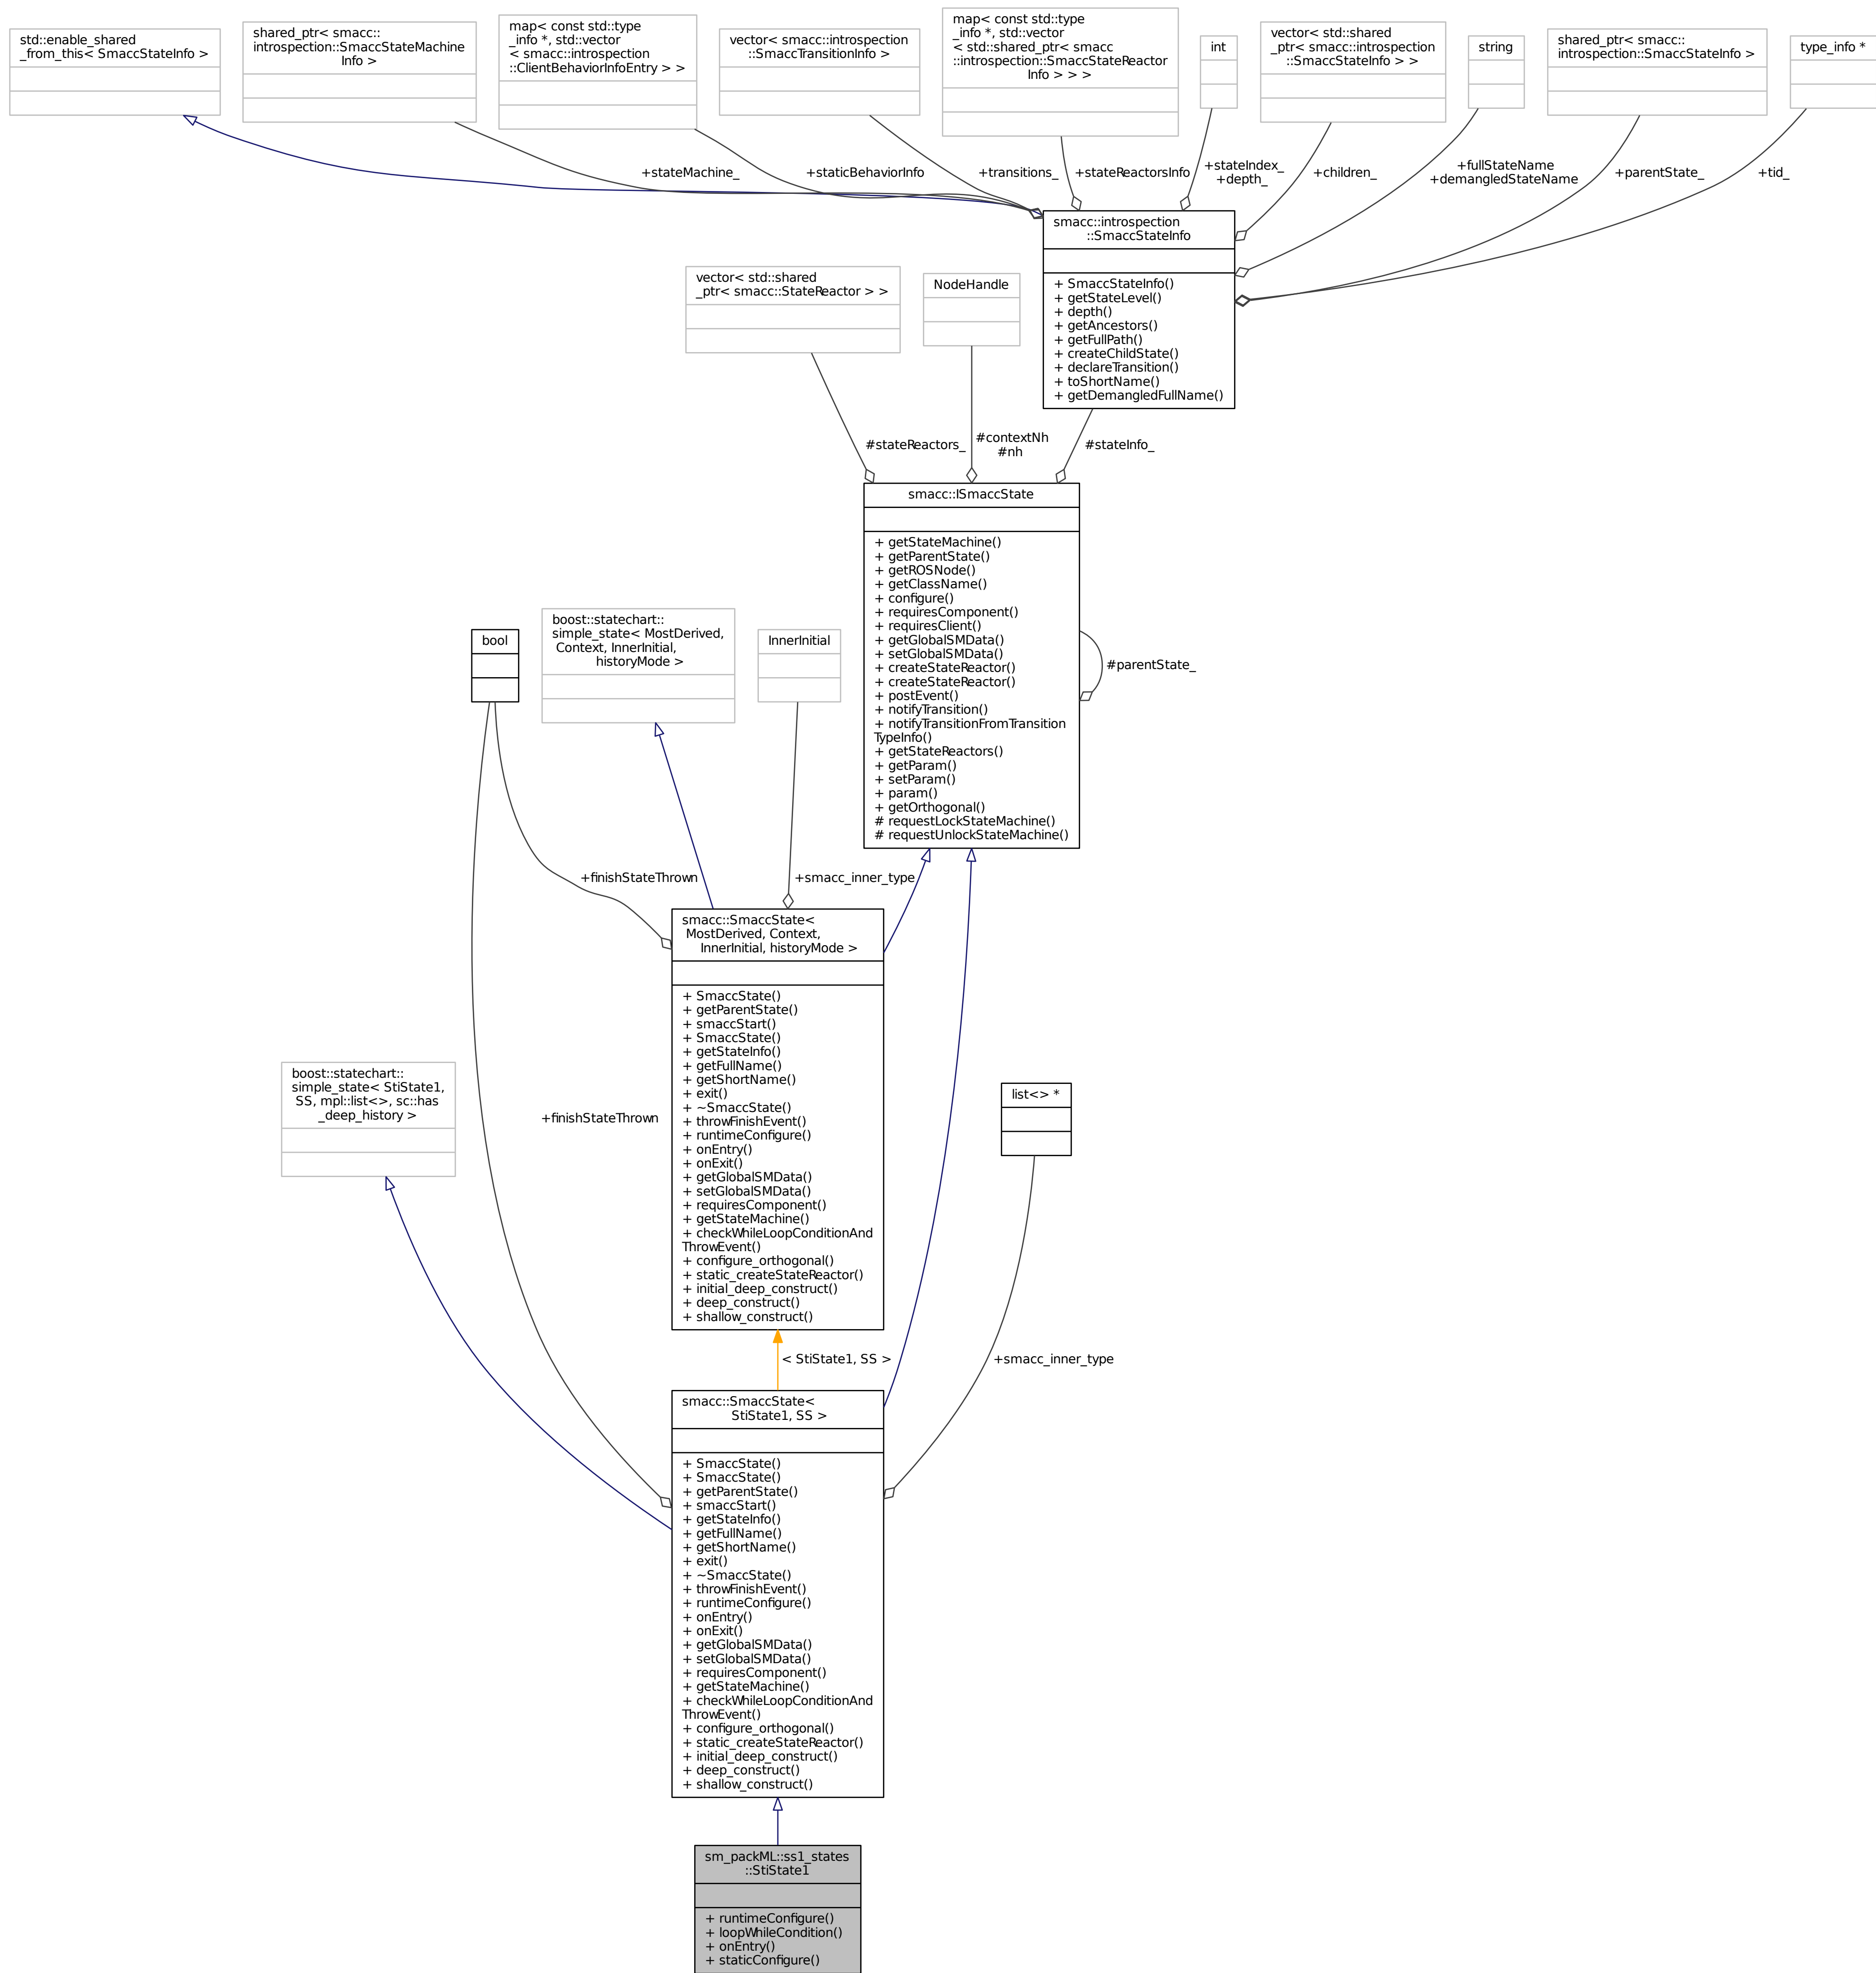 std::enable_shared
_from_this< SmaccStateInfo >
shared_ptr< smacc::
introspection::SmaccStateMachine
Info >
map< const std::type
_info *, std::vector
< smacc::introspection
::ClientBehaviorInfoEntry > >
vector< smacc::introspection
::SmaccTransitionInfo >
map< const std::type
_info *, std::vector
< std::shared_ptr< smacc
::introspection::SmaccStateReactor
Info > > >
int
vector< std::shared
_ptr< smacc::introspection
::SmaccStateInfo > >
string
shared_ptr< smacc::
introspection::SmaccStateInfo >
type_info *
+stateMachine_
+staticBehaviorInfo
+transitions_
+stateReactorsInfo
+stateIndex_
+depth_
+children_
+fullStateName
+demangledStateName
+parentState_
+tid_
smacc::introspection
::SmaccStateInfo
+ SmaccStateInfo()
+ getStateLevel()
+ depth()
+ getAncestors()
+ getFullPath()
+ createChildState()
+ declareTransition()
+ toShortName()
+ getDemangledFullName()
vector< std::shared
_ptr< smacc::StateReactor > >
NodeHandle
#stateReactors_
#contextNh
#nh
#stateInfo_
smacc::ISmaccState
+ getStateMachine()
+ getParentState()
+ getROSNode()
+ getClassName()
+ configure()
+ requiresComponent()
+ requiresClient()
+ getGlobalSMData()
+ setGlobalSMData()
+ createStateReactor()
+ createStateReactor()
+ postEvent()
+ notifyTransition()
+ notifyTransitionFromTransition
TypeInfo()
+ getStateReactors()
+ getParam()
+ setParam()
+ param()
+ getOrthogonal()
# requestLockStateMachine()
# requestUnlockStateMachine()
#parentState_
bool
boost::statechart::
simple_state< MostDerived,
Context, InnerInitial,
historyMode >
InnerInitial
+finishStateThrown
+smacc_inner_type
smacc::SmaccState<
MostDerived, Context,
InnerInitial, historyMode >
+ SmaccState()
+ getParentState()
+ smaccStart()
+ SmaccState()
+ getStateInfo()
+ getFullName()
+ getShortName()
+ exit()
+ ~SmaccState()
+ throwFinishEvent()
+ runtimeConfigure()
+ onEntry()
+ onExit()
+ getGlobalSMData()
+ setGlobalSMData()
+ requiresComponent()
+ getStateMachine()
+ checkWhileLoopConditionAnd
ThrowEvent()
+ configure_orthogonal()
+ static_createStateReactor()
+ initial_deep_construct()
+ deep_construct()
+ shallow_construct()
boost::statechart::
simple_state< StiState1,
SS, mpl::list<>, sc::has
_deep_history >
+finishStateThrown
list<> *
< StiState1, SS >
+smacc_inner_type
smacc::SmaccState<
StiState1, SS >
+ SmaccState()
+ SmaccState()
+ getParentState()
+ smaccStart()
+ getStateInfo()
+ getFullName()
+ getShortName()
+ exit()
+ ~SmaccState()
+ throwFinishEvent()
+ runtimeConfigure()
+ onEntry()
+ onExit()
+ getGlobalSMData()
+ setGlobalSMData()
+ requiresComponent()
+ getStateMachine()
+ checkWhileLoopConditionAnd
ThrowEvent()
+ configure_orthogonal()
+ static_createStateReactor()
+ initial_deep_construct()
+ deep_construct()
+ shallow_construct()
sm_packML::ss1_states
::StiState1
+ runtimeConfigure()
+ loopWhileCondition()
+ onEntry()
+ staticConfigure()